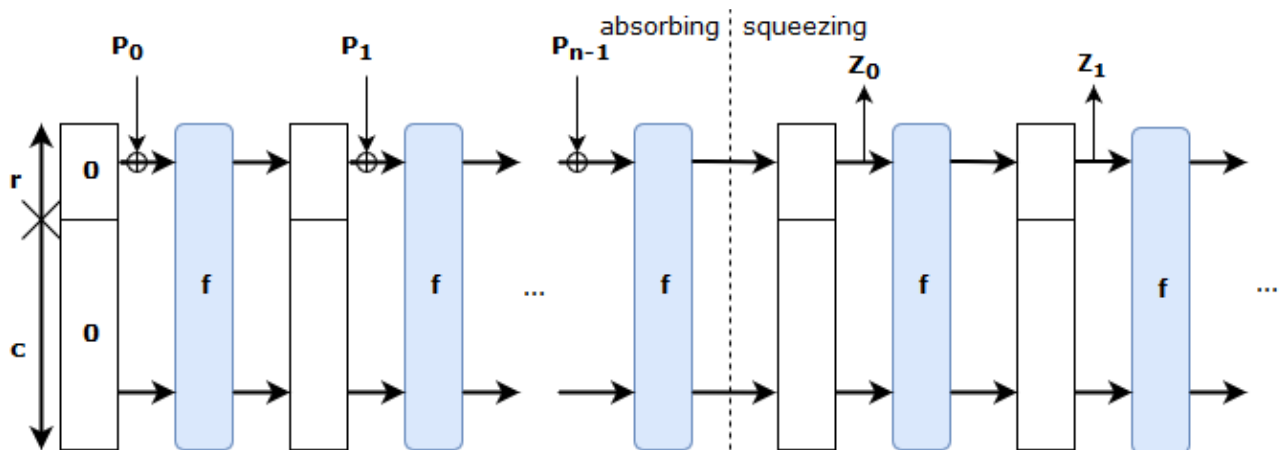 absorbing squeezing
P0 P1 Pn-1
Z0 Z1
r 0
f f f f f
c 0
... ...